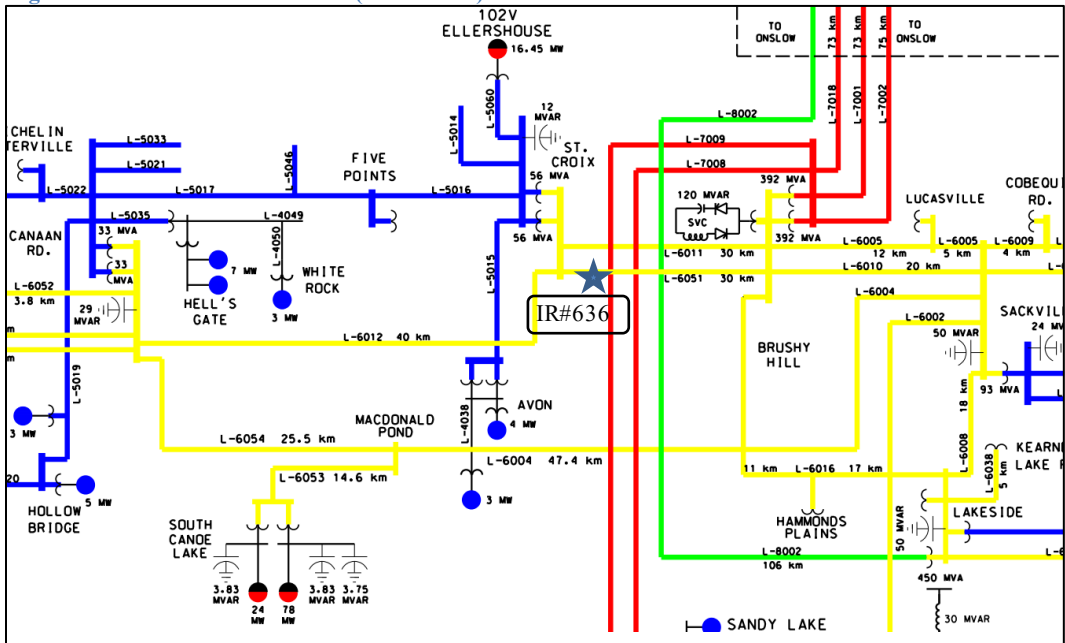 102V
ELLERSHOUSE
16.45 MW
TO
ONSLOW
73 km
73 km
75 km
TO
ONSLOW
L-8002
L-7018
L-7001
L-7002
L-7009
L-7008
12
MVAR
L-5060
L-5014
ST.
CROIX
56 MVA
56 MVA
CHELIN
TERVILLE
L-5033
L-5021
L-5046
L-5022
L-5017
FIVE
POINTS
L-5016
L-5035
L-4049
L-4050
CANAAN
RD.
33 MVA
33
MVA
7 MW
HELL'S
GATE
3 MW
WHITE
ROCK
L-5015
392 MVA
120 MVAR
SVC
392 MVA
LUCASVILLE
COBEQUI
RD.
L-6011 30 km
L-6005
12 km
L-6005
5 km
L-6009
4 km
L-6051 30 km
L-6010 20 km
IR#636
L-6052
3.8 km
29
MVAR
L-6004
L-6002
50 MVAR
SACKVIL
24 M
93 MVA
L-6012 40 km
BRUSHY
HILL
L-5019
L-4038
AVON
4 MW
MACDONALD
POND
3 MW
18 km
L-6008
L-6054 25.5 km
L-6004 47.4 km
L-6053 14.6 km
3 MW
11 km
L-6016 17 km
L-6038
5 km
KEARNE
LAKE
20
5 MW
HOLLOW
BRIDGE
SOUTH
CANOE
LAKE
HAMMONDS
PLAINS
50 MVAR
LAKESIDE
L-8002
106 km
L-6
450 MVA
3.83
MVAR
24
MW
78
MW
3.83
MVAR
3.75
MVAR
30 MVAR
SANDY LAKE